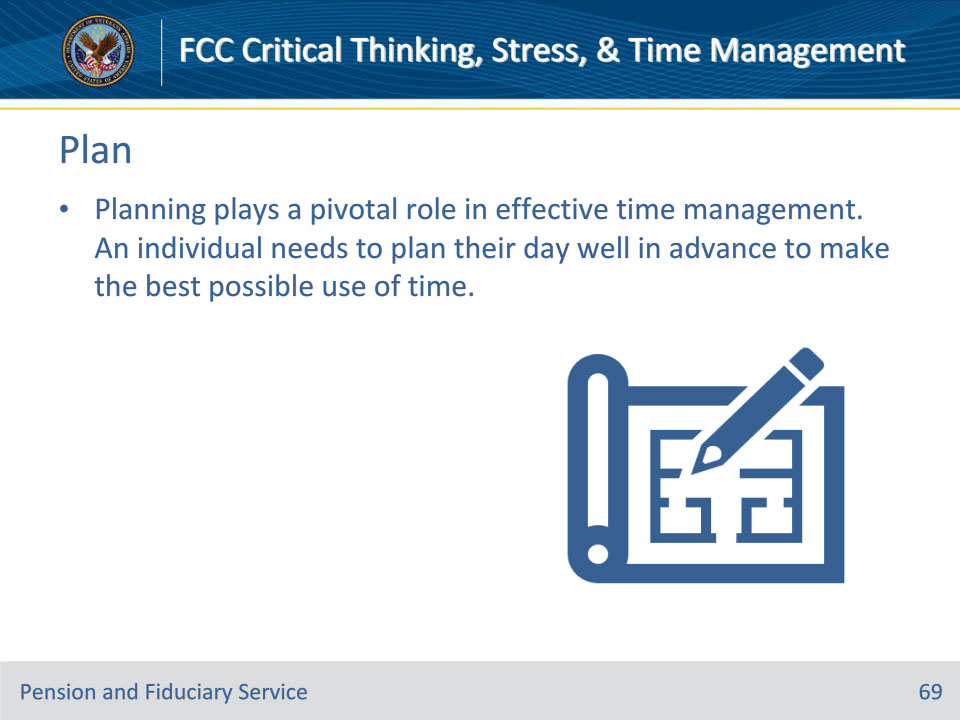 FCC Critical Thinking, Stress, & Time Management
Plan
• Planning plays a pivotal role in effective time management.
An individual needs to plan their day well in advance to make
the best possible use of time.
Pension and Fiduciary Service
69